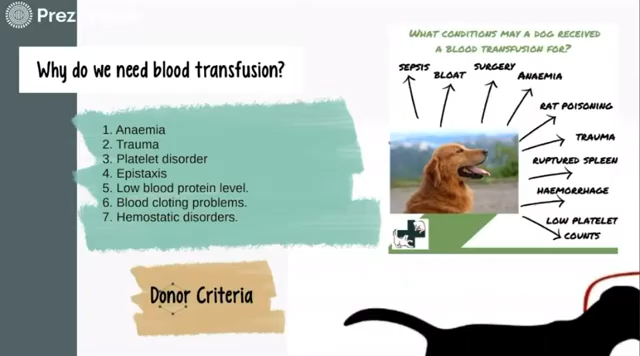 Prez
Why do we need blood transfusion?
1. Anaemia
2. Trauma
3. Platelet disorder
4. Epistaxis
5. Low blood protein level.
6. Blood cloting problems.
7. Hemostatic disorders.
Donor Criteria
WHAT CONDITIONS MAY A DOG RECEIVED
A BLOOD TRANSFUSION FOR?
SEPSIS
BLOAT
SURGERY
ANAEMIA
RAT POISONING
TRAUMA
RUPTURED SPLEEN
HAEMORRHAGE
LOW PLATELET
COUNTS